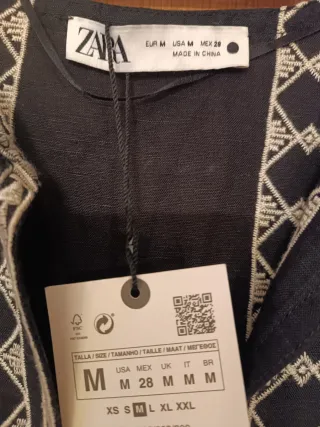 ZARA
EUR M USA M MEX 28
MADE IN CHINA
FSC
TALLA / SIZE / TAMANHO / TAILLE / MAAT / ΜΕΓΕΘΟΣ
M
USA MEX UK IT BR
M 28 M M M
XS S M L XL XXL